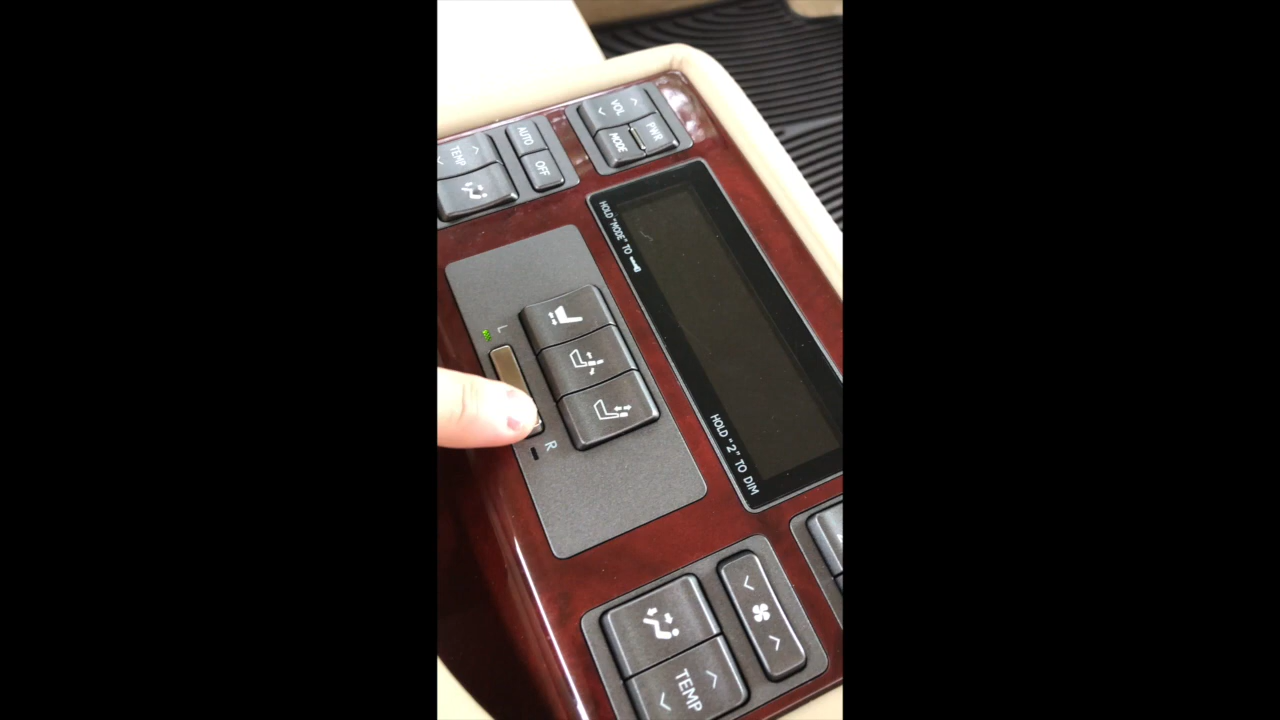 VOL
PWR
MODE
AUTO
OFF
TEMP
HOLD "MODE" TO
HOLD "2" TO DIM
L
R
TEMP